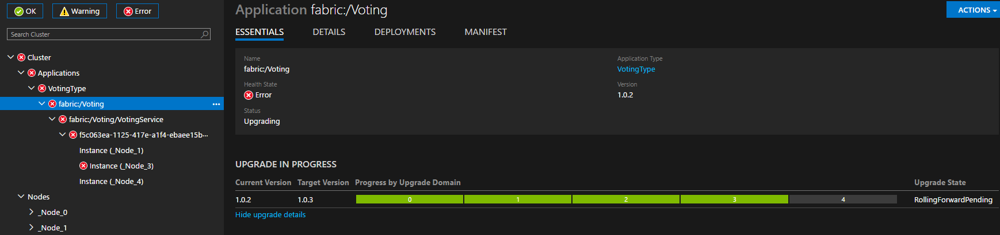 OK Warning Error
Search Cluster
Cluster
Applications
VotingType
fabric:/Voting
fabric:/Voting/VotingService
f5c063ea-1125-417e-a1f4-ebaee15b...
Instance (_Node_1)
Instance (_Node_3)
Instance (_Node_4)
Nodes
_Node_0
_Node_1
Application fabric:/Voting
ACTIONS
ESSENTIALS DETAILS DEPLOYMENTS MANIFEST
Name
fabric:/Voting
Health State
Error
Status
Upgrading
Application Type
VotingType
Version
1.0.2
UPGRADE IN PROGRESS
Current Version Target Version Progress by Upgrade Domain Upgrade State
1.0.2 1.0.3 0 1 2 3 4 RollingForwardPending
Hide upgrade details